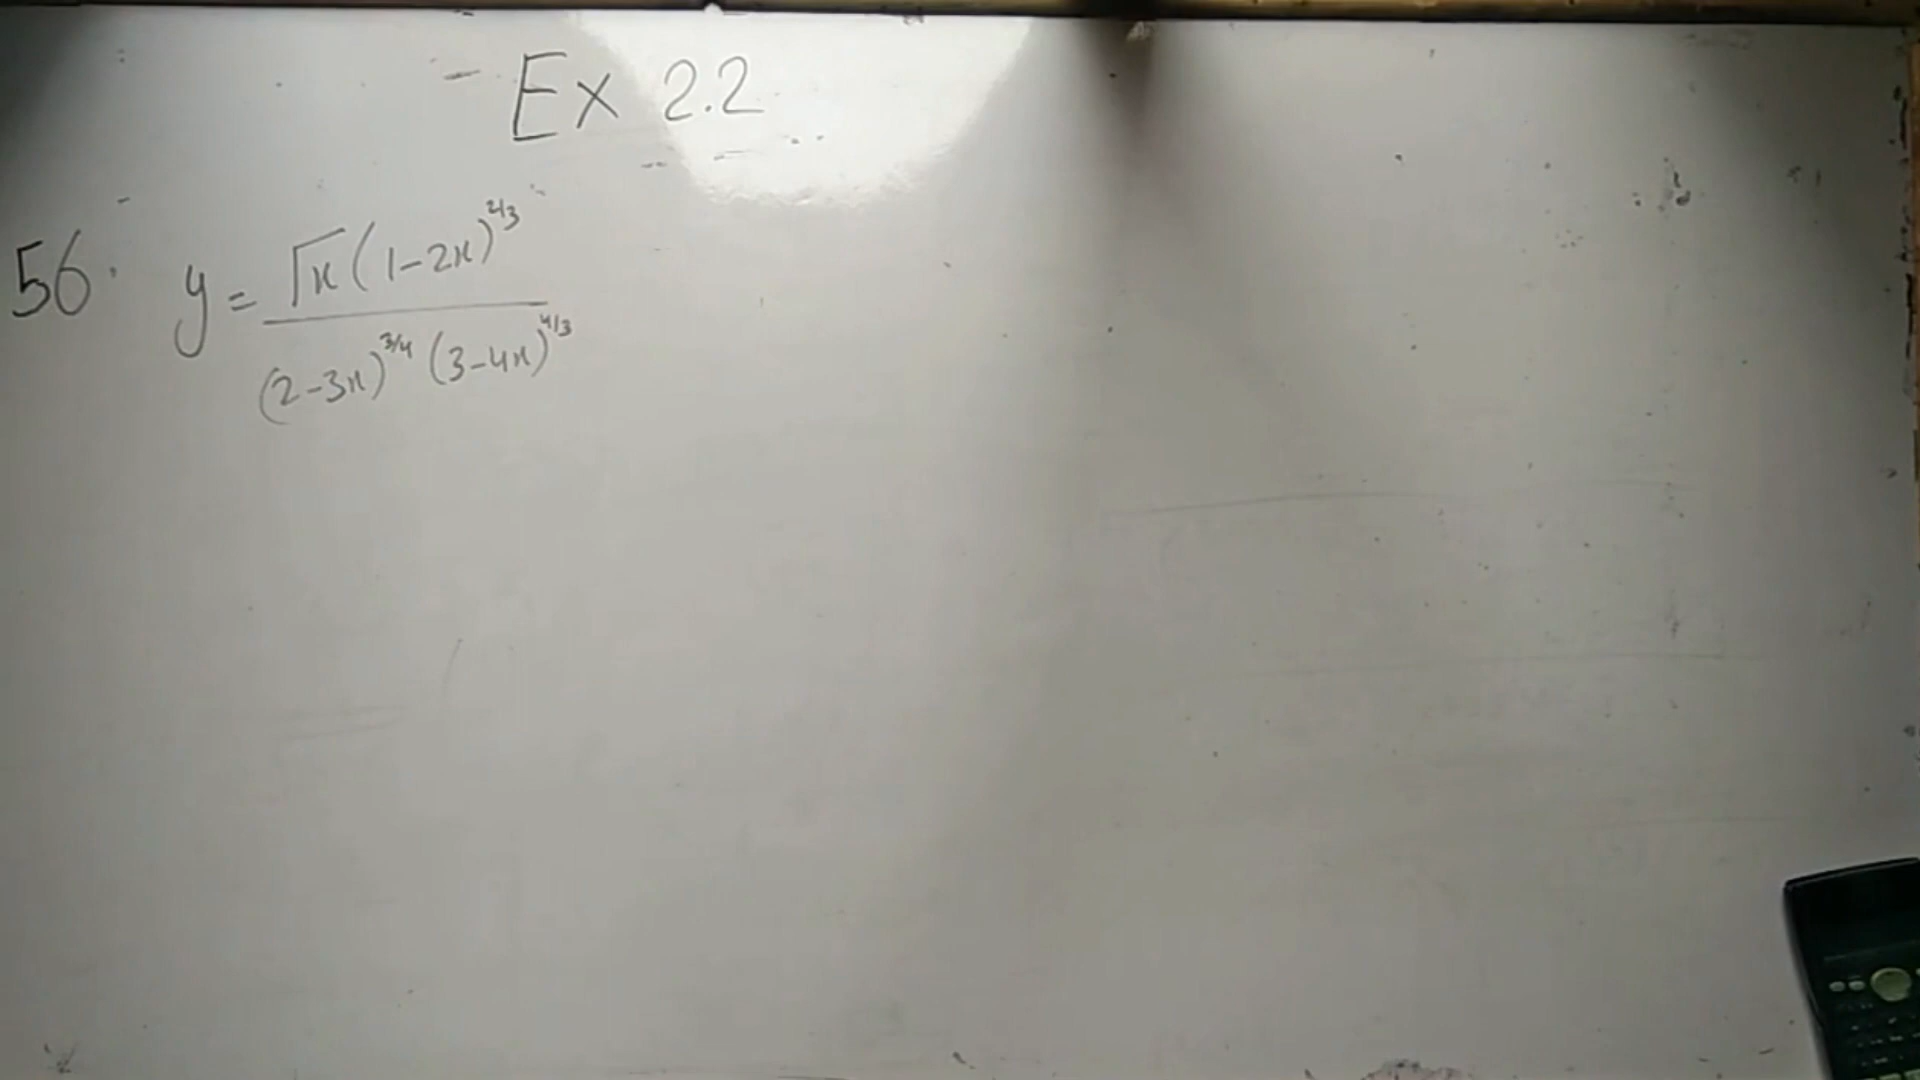 Ex 2.2
56. y = √x(1-2x)^2/3
(2-3x)^3/4 (3-4x)^4/3